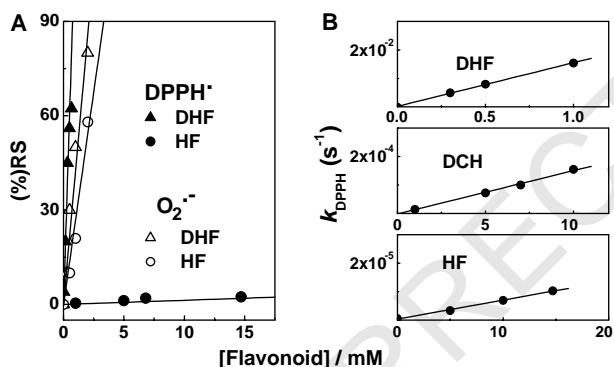 A
90
60
30
0
(%)RS
DPPH·
▲ DHF
● HF
O₂·⁻
△ DHF
○ HF
0 5 10 15
[Flavonoid] / mM
B
2x10⁻²
DHF
0.0 0.5 1.0
2x10⁻⁴
DCH
0 5 10
2x10⁻⁵
HF
0 10 20
k_DPPH (s⁻¹)
PRECT